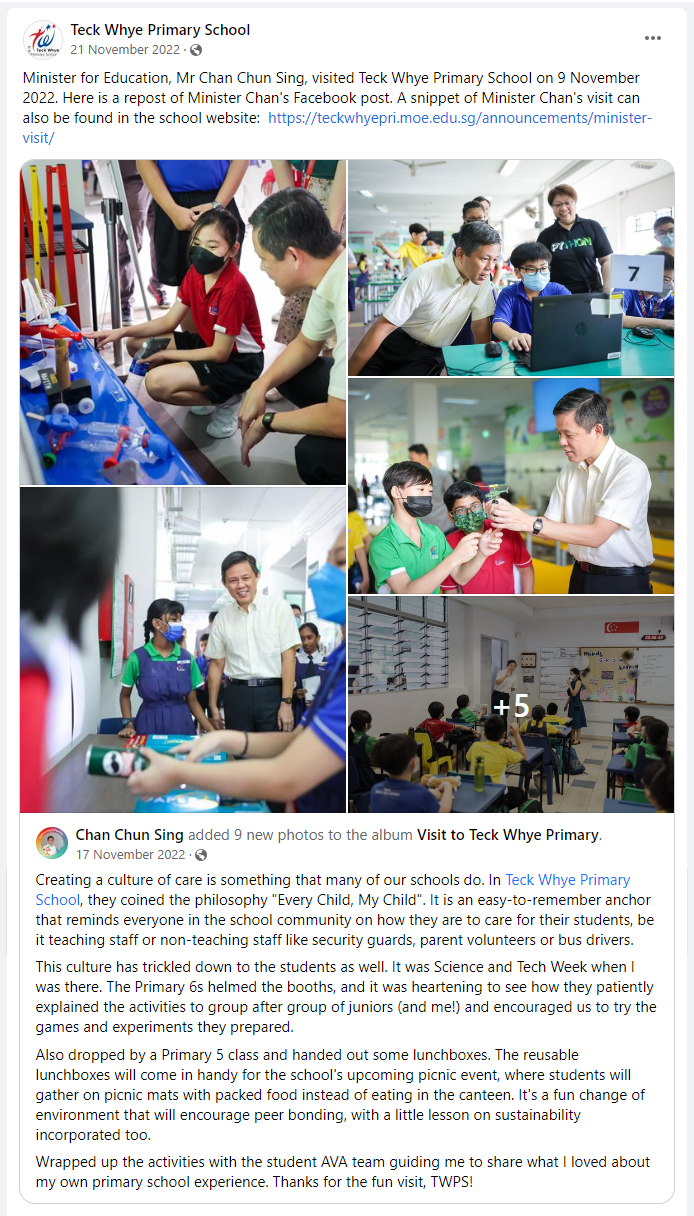 Teck Whye Primary School
21 November 2022 ·
Minister for Education, Mr Chan Chun Sing, visited Teck Whye Primary School on 9 November
2022. Here is a repost of Minister Chan's Facebook post. A snippet of Minister Chan's visit can
also be found in the school website: https://teckwhyepri.moe.edu.sg/announcements/minister-
visit/
PYTHON
7
+5
Chan Chun Sing added 9 new photos to the album Visit to Teck Whye Primary.
17 November 2022 ·
Creating a culture of care is something that many of our schools do. In Teck Whye Primary
School, they coined the philosophy "Every Child, My Child". It is an easy-to-remember anchor
that reminds everyone in the school community on how they are to care for their students, be
it teaching staff or non-teaching staff like security guards, parent volunteers or bus drivers.
This culture has trickled down to the students as well. It was Science and Tech Week when I
was there. The Primary 6s helmed the booths, and it was heartening to see how they patiently
explained the activities to group after group of juniors (and me!) and encouraged us to try the
games and experiments they prepared.
Also dropped by a Primary 5 class and handed out some lunchboxes. The reusable
lunchboxes will come in handy for the school's upcoming picnic event, where students will
gather on picnic mats with packed food instead of eating in the canteen. It's a fun change of
environment that will encourage peer bonding, with a little lesson on sustainability
incorporated too.
Wrapped up the activities with the student AVA team guiding me to share what I loved about
my own primary school experience. Thanks for the fun visit, TWPS!